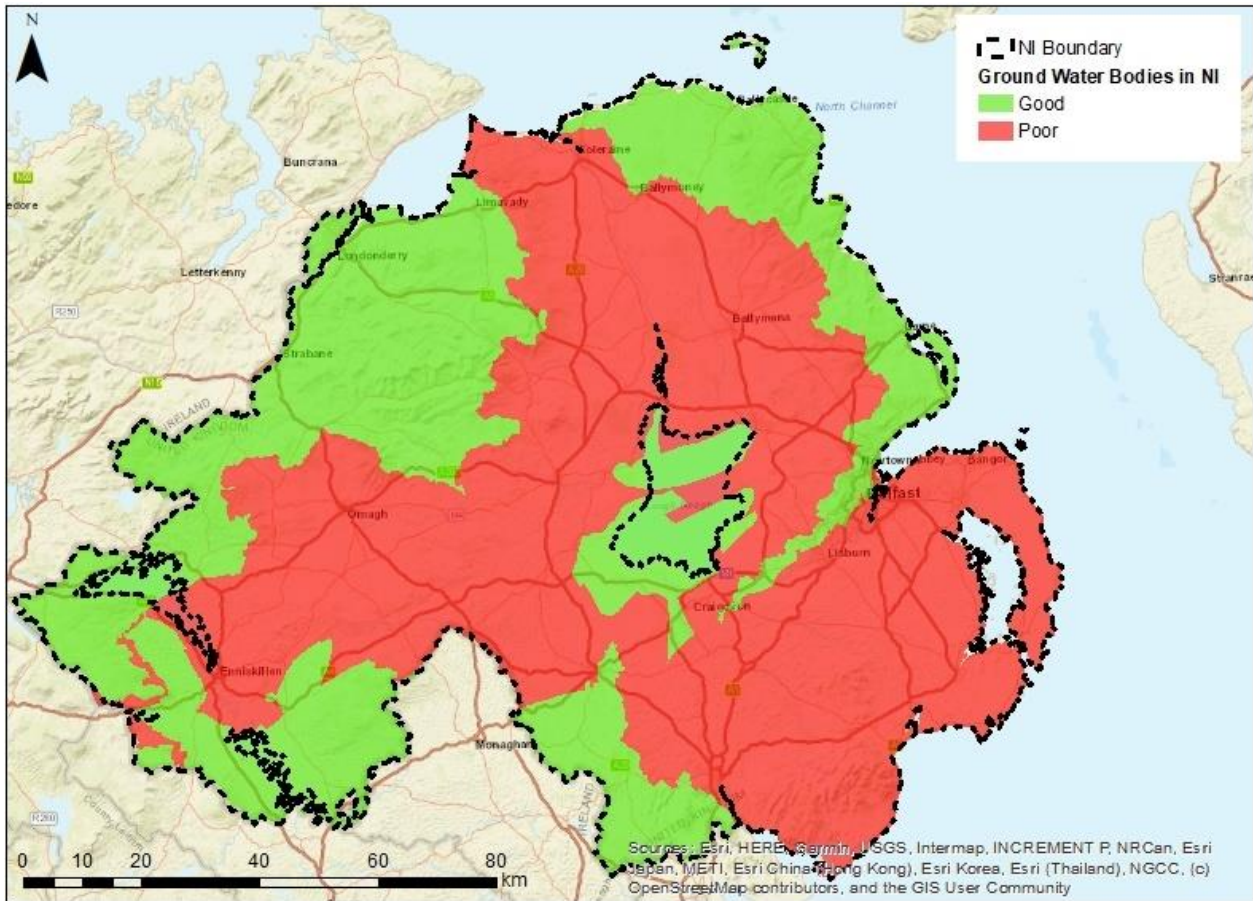 N
NI Boundary
Ground Water Bodies in NI
Good
Poor
North Channel
Buncrana
Coleraine
Ballymoney
Limavady
Londonderry
Letterkenny
Stranrae
Ballymena
Strabane
IRELAND
Newtownabbey
Bangor
Belfast
Omagh
Lisburn
Craigavon
Enniskillen
Monaghan
IRELAND
0 10 20 40 60 80
km
Sources: Esri, HERE, Garmin, USGS, Intermap, INCREMENT P, NRCan, Esri
Japan, METI, Esri China (Hong Kong), Esri Korea, Esri (Thailand), NGCC, (c)
OpenStreetMap contributors, and the GIS User Community